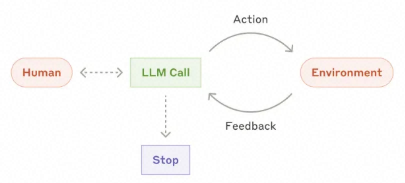 Action
Human
LLM Call
Environment
Feedback
Stop